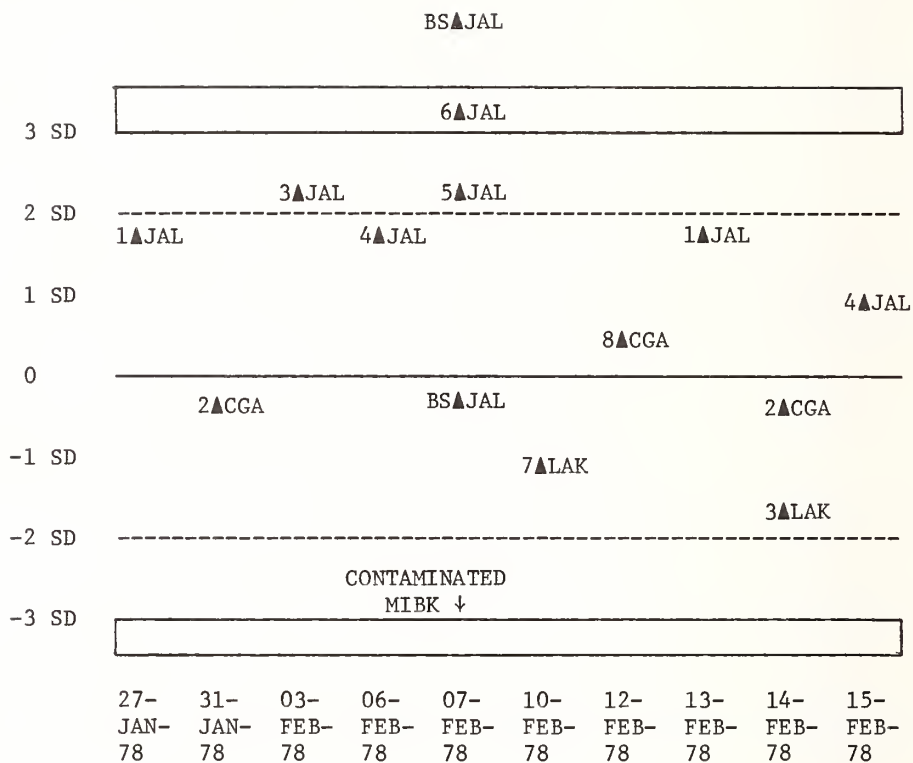 BS▲JAL
6▲JAL
3 SD
3▲JAL 5▲JAL
2 SD
1▲JAL 4▲JAL 1▲JAL
1 SD
4▲JAL
8▲CGA
0
2▲CGA BS▲JAL 2▲CGA
-1 SD
7▲LAK
3▲LAK
-2 SD
CONTAMINATED
MIBK ↓
-3 SD
27- 31- 03- 06- 07- 10- 12- 13- 14- 15-
JAN- JAN- FEB- FEB- FEB- FEB- FEB- FEB- FEB- FEB-
78 78 78 78 78 78 78 78 78 78